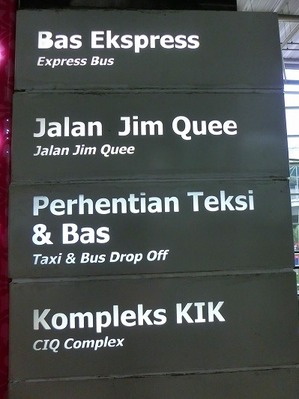 Bas Ekspress
Express Bus
Jalan Jim Quee
Jalan Jim Quee
Perhentian Teksi
& Bas
Taxi & Bus Drop Off
Kompleks KIK
CIQ Complex